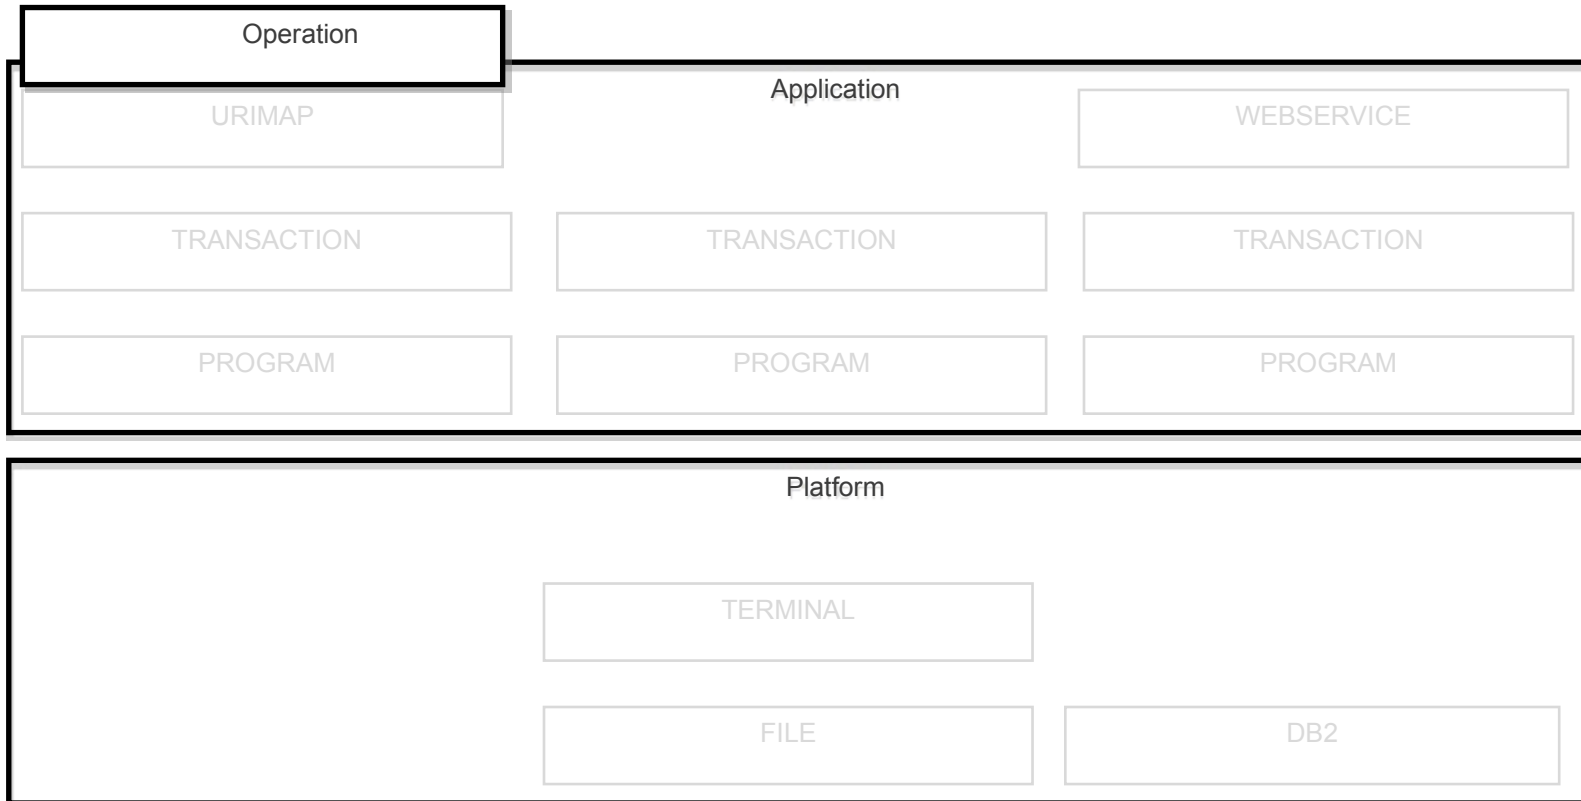 Operation
Application
URIMAP
WEBSERVICE
TRANSACTION TRANSACTION TRANSACTION
PROGRAM PROGRAM PROGRAM
Platform
TERMINAL
FILE DB2